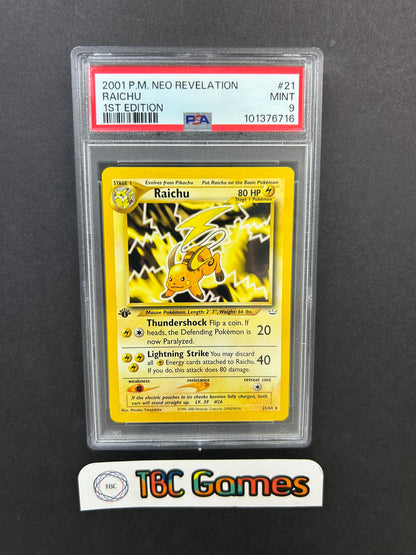 2001 P.M. NEO REVELATION #21
RAICHU MINT
1ST EDITION 9
PSA 101376716
STAGE 1 Evolves from Pikachu Put Raichu on the Basic Pokémon
Raichu 80 HP
Stage 1 Pokémon
Mouse Pokémon. Length: 2' 7", Weight: 66 lbs.
Thundershock Flip a coin. If
heads, the Defending Pokémon is 20
now Paralyzed.
Lightning Strike You may discard
all Energy cards attached to Raichu. 40
If you do, this attack does 80 damage.
weakness resistance retreat cost
If the electric pouches in its cheeks become fully charged, both
ears will stand straight up. LV. 39 #26
21/64 ★
TBC TBC Games